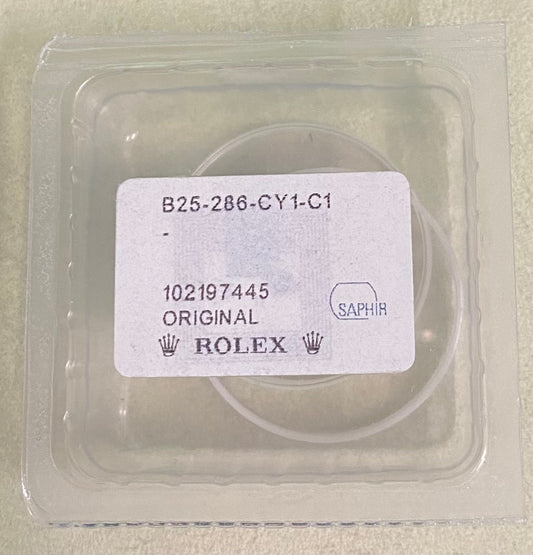 B25-286-CY1-C1
-
102197445
ORIGINAL
SAPHIR
ROLEX